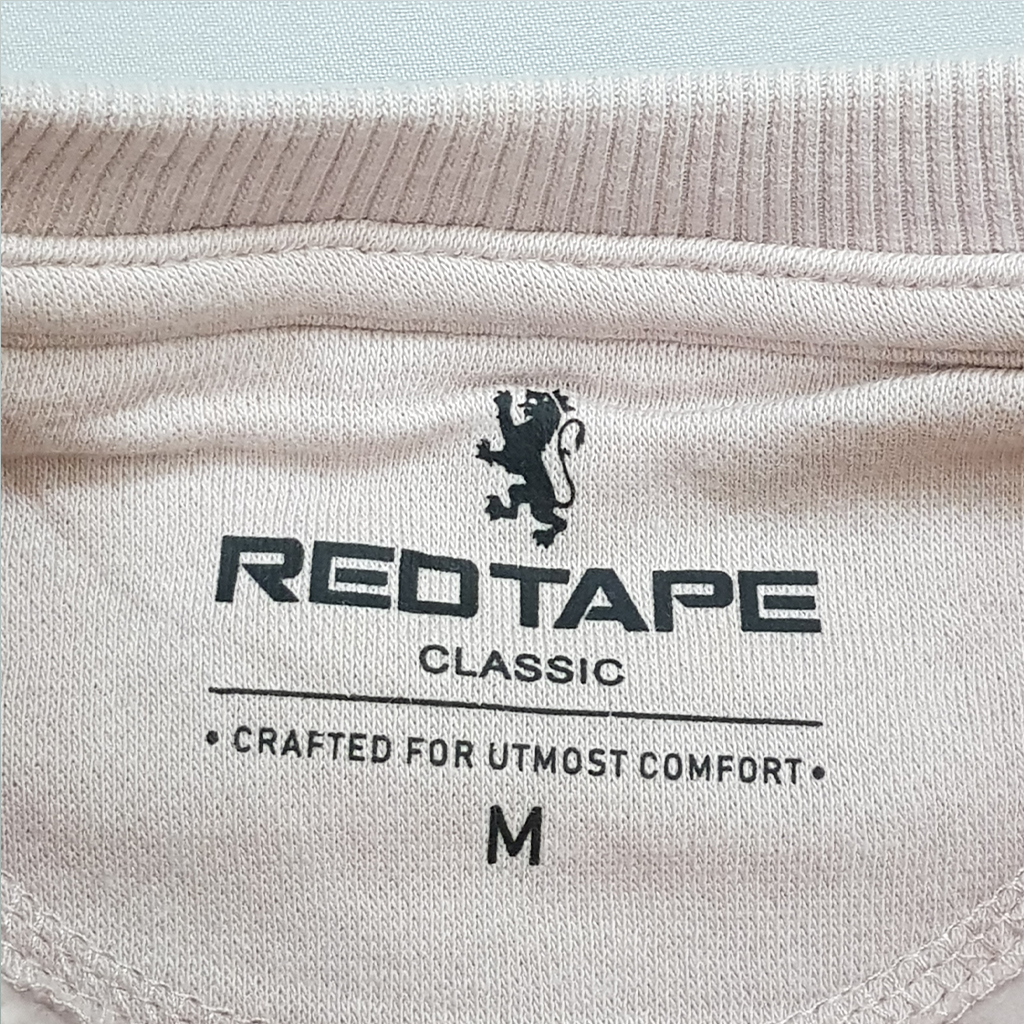 REDTAPE
CLASSIC
• CRAFTED FOR UTMOST COMFORT •
M